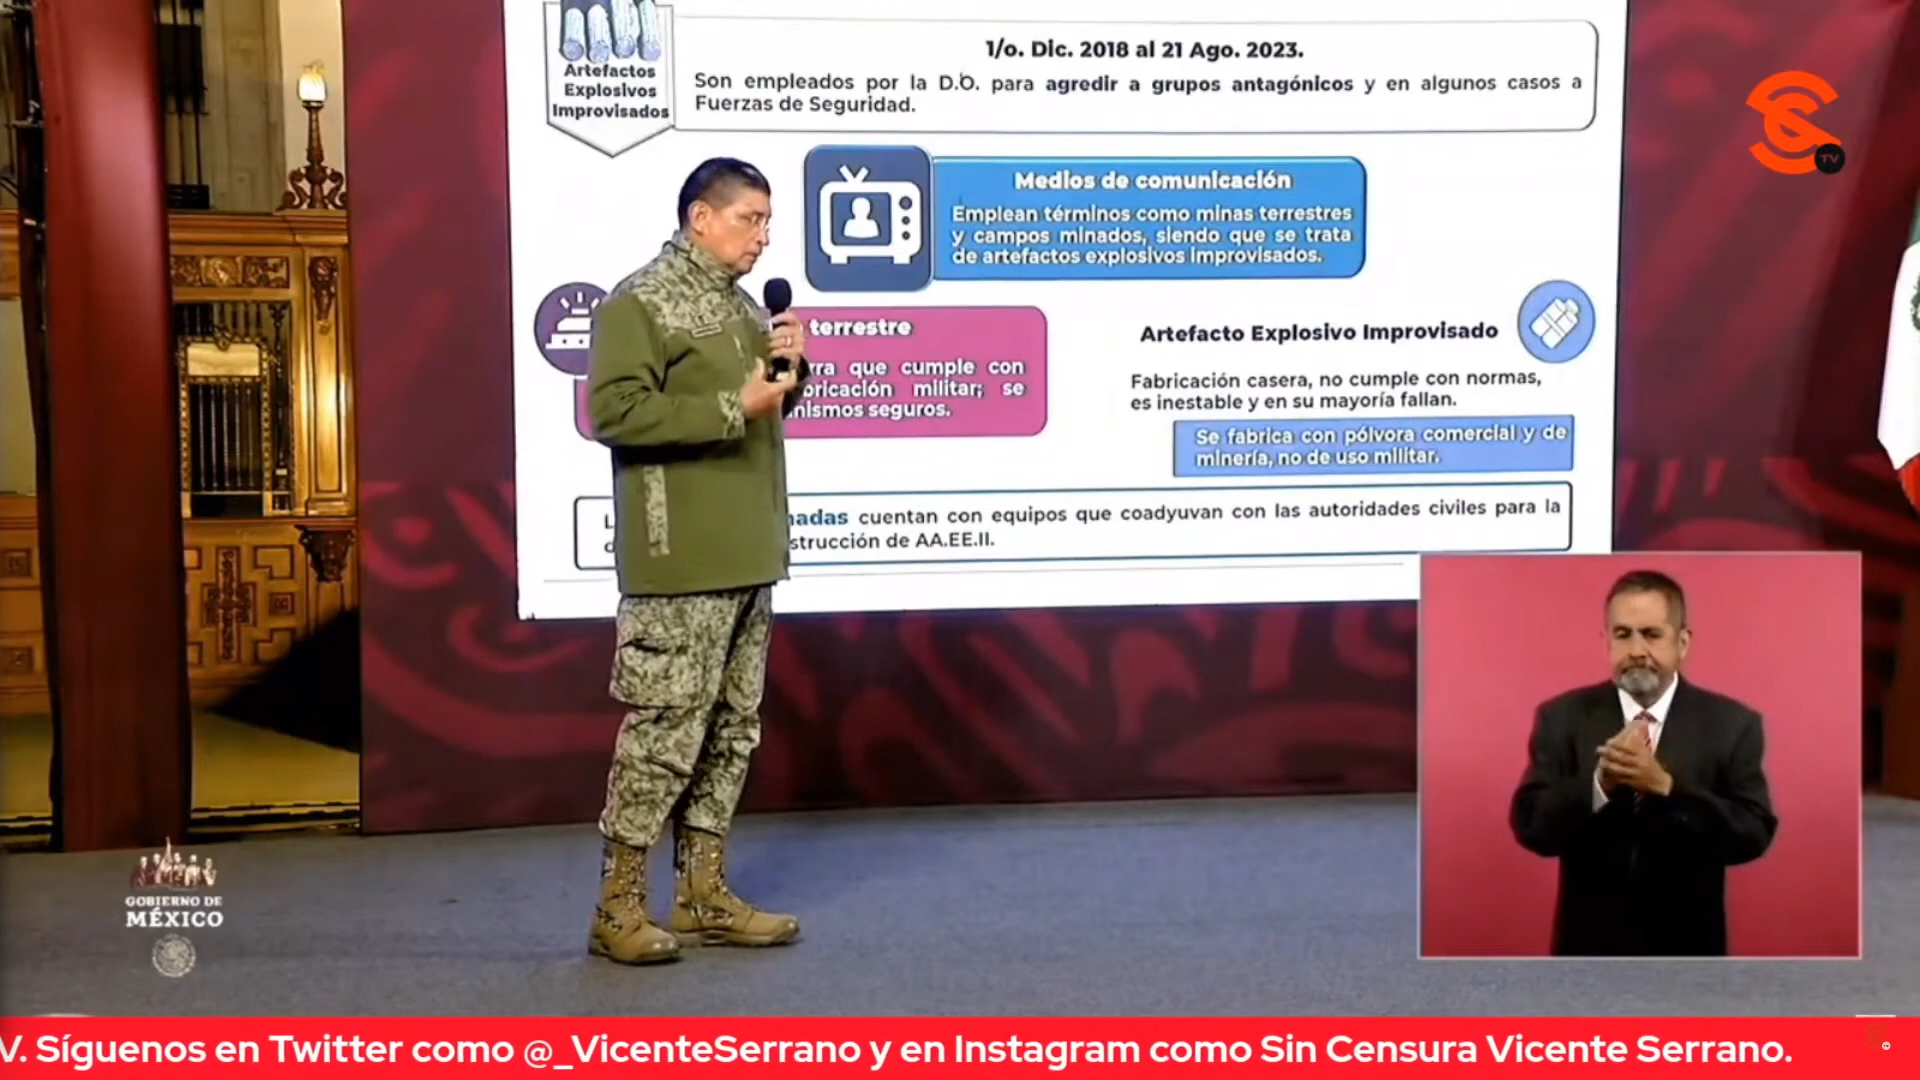 Artefactos
Explosivos
Improvisados
1/o. Dic. 2018 al 21 Ago. 2023.
Son empleados por la D.O. para agredir a grupos antagónicos y en algunos casos a
Fuerzas de Seguridad.
TV
Medios de comunicación
Emplean términos como minas terrestres
y campos minados, siendo que se trata
de artefactos explosivos improvisados.
terrestre
que cumple con
militar; se
seguros.
Artefacto Explosivo Improvisado
Fabricación casera, no cumple con normas,
es inestable y en su mayoría fallan.
Se fabrica con pólvora comercial y de
minería, no de uso militar.
cuentan con equipos que coadyuvan con las autoridades civiles para la
de AA.EE.II.
GOBIERNO DE
MÉXICO
V. Síguenos en Twitter como @_VicenteSerrano y en Instagram como Sin Censura Vicente Serrano.